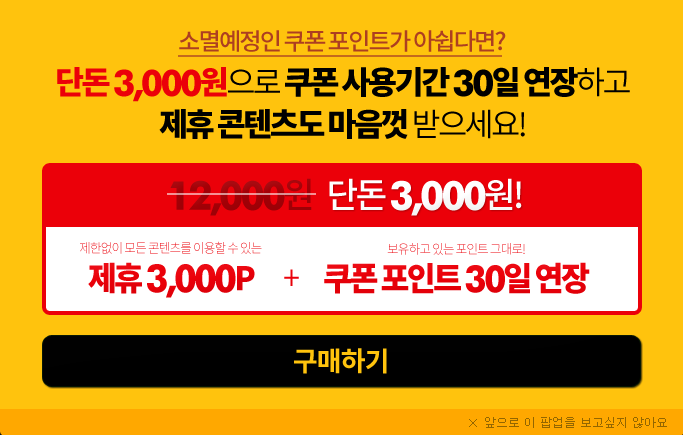 소멸예정인 쿠폰 포인트가 아쉽다면?
단돈 3,000원으로 쿠폰 사용기간 30일 연장하고
제휴 콘텐츠도 마음껏 받으세요!
12,000원 단돈 3,000원!
제한없이 모든 콘텐츠를 이용할 수 있는
제휴 3,000P
+
보유하고 있는 포인트 그대로!
쿠폰 포인트 30일 연장
구매하기
× 앞으로 이 팝업을 보고싶지 않아요